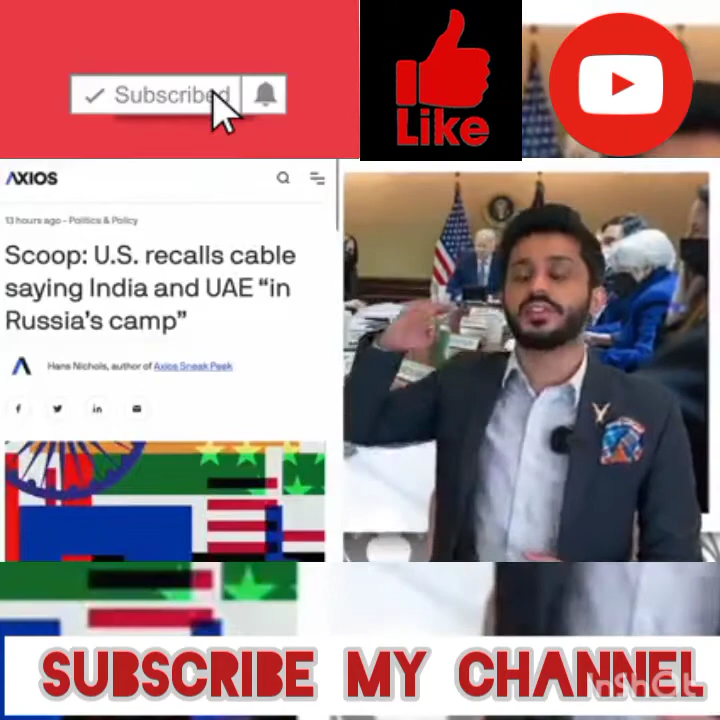 Subscribed
Like
AXIOS
13 hours ago - Politics & Policy
Scoop: U.S. recalls cable
saying India and UAE “in
Russia’s camp”
Hans Nichols, author of Axios Sneak Peek
SUBSCRIBE MY CHANNEL
InShOt